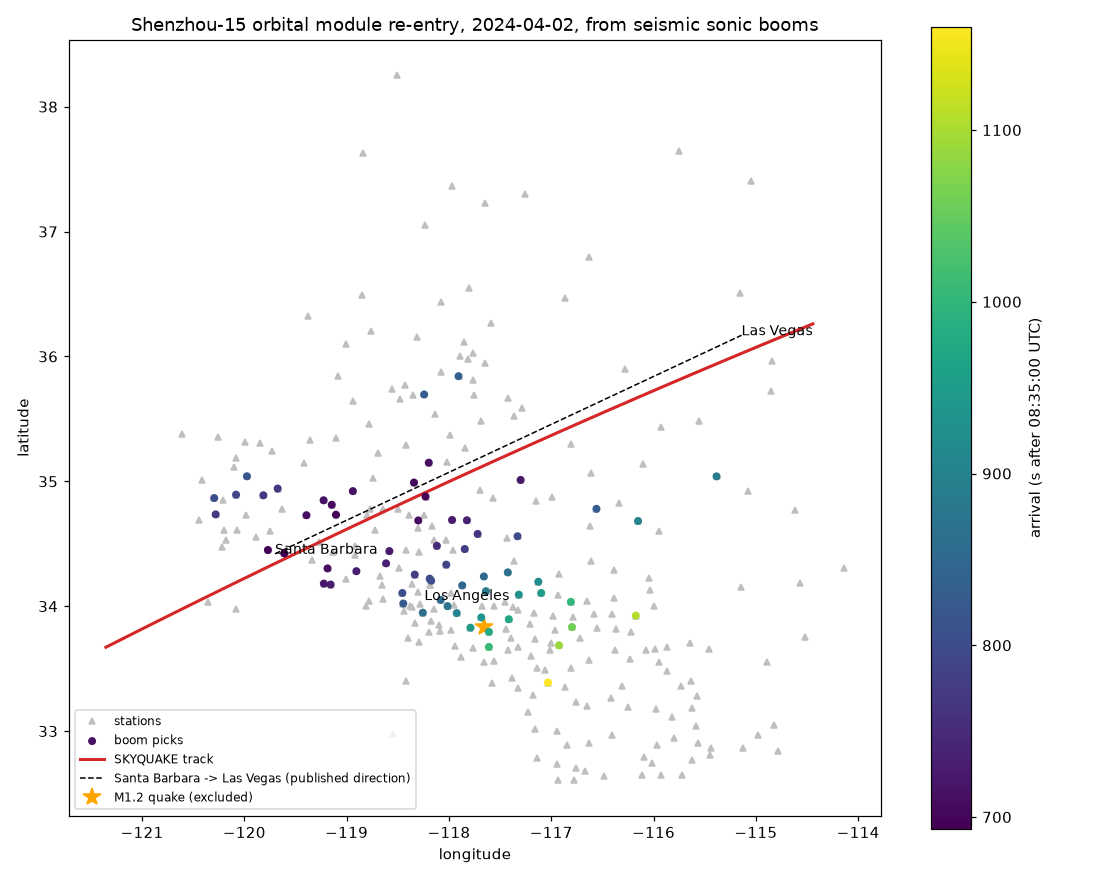 Shenzhou-15 orbital module re-entry, 2024-04-02, from seismic sonic booms
38
37
36
35
34
33
latitude
−121
−120
−119
−118
−117
−116
−115
−114
longitude
Las Vegas
Santa Barbara
Los Angeles
stations
boom picks
SKYQUAKE track
Santa Barbara -> Las Vegas (published direction)
M1.2 quake (excluded)
1100
1000
900
800
700
arrival (s after 08:35:00 UTC)